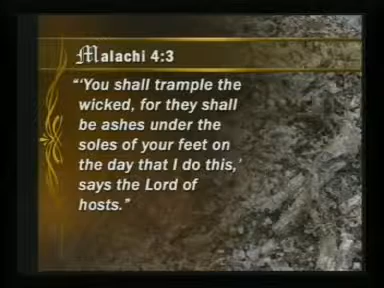 Malachi 4:3
“‘You shall trample the
wicked, for they shall
be ashes under the
soles of your feet on
the day that I do this,’
says the Lord of
hosts.”